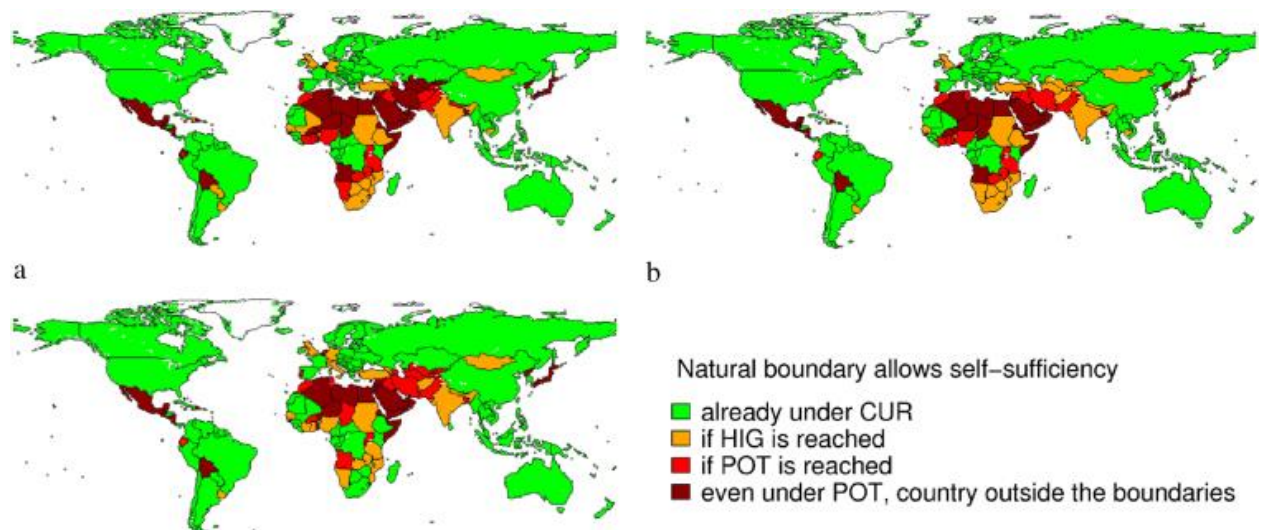 a
b
Natural boundary allows self-sufficiency
already under CUR
if HIG is reached
if POT is reached
even under POT, country outside the boundaries